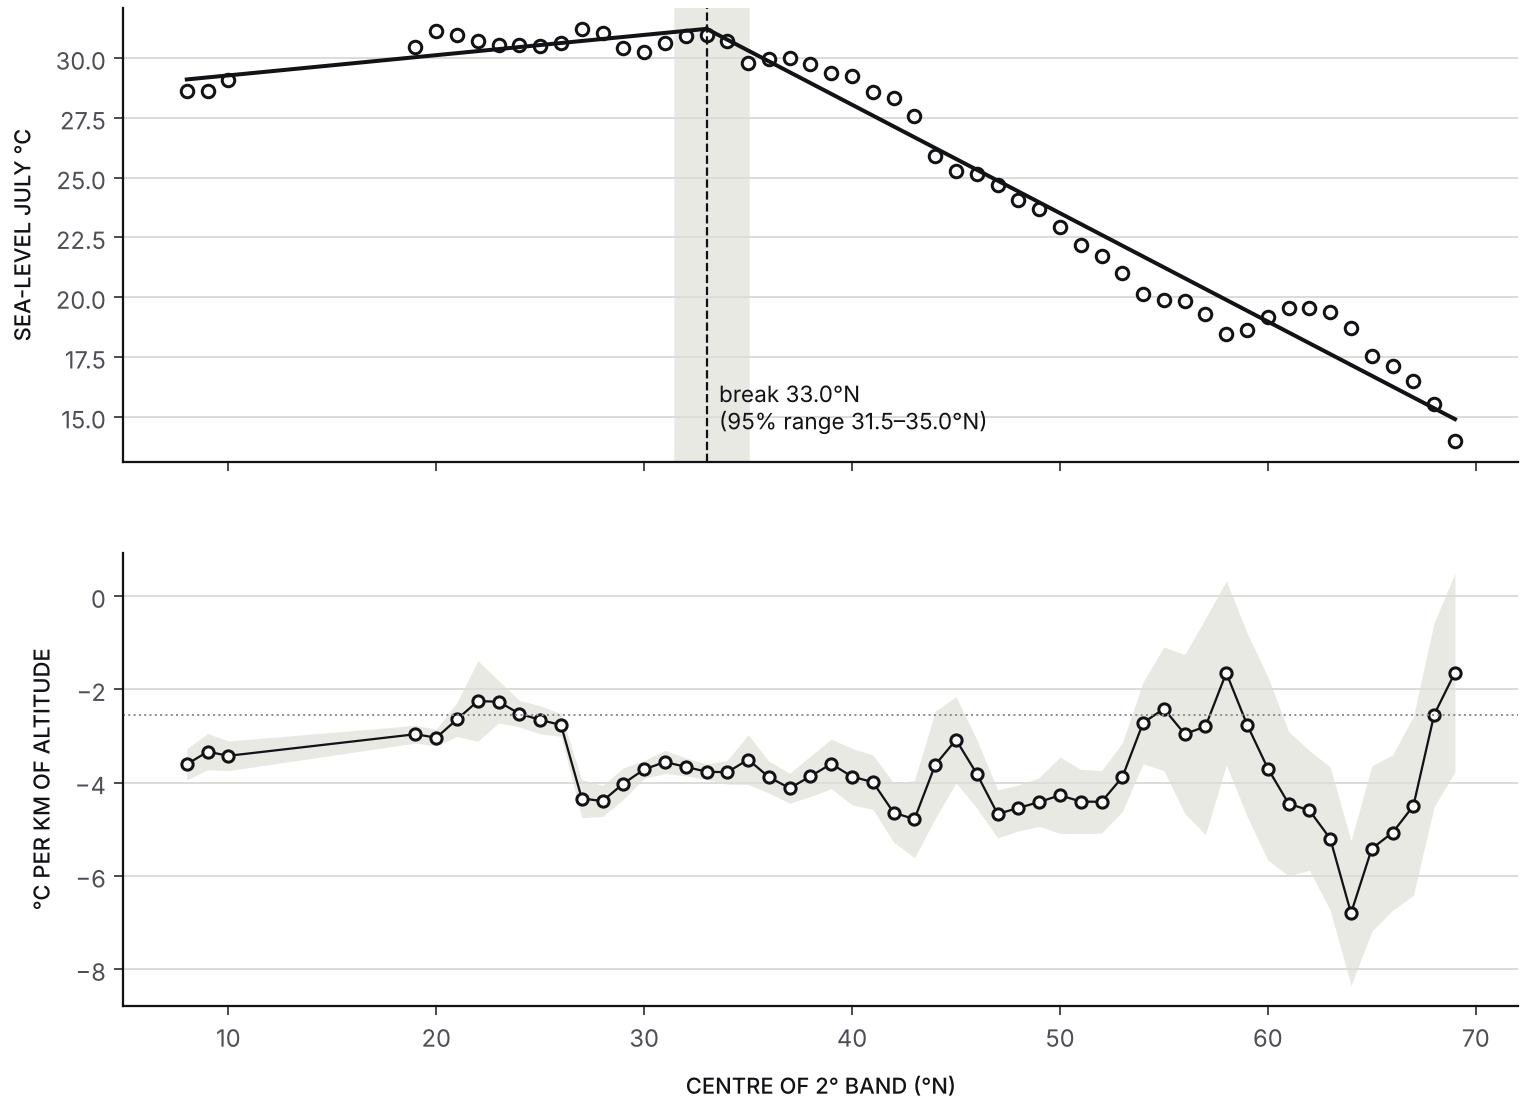 SEA-LEVEL JULY °C
30.0
27.5
25.0
22.5
20.0
17.5
15.0
break 33.0°N
(95% range 31.5–35.0°N)
°C PER KM OF ALTITUDE
0
−2
−4
−6
−8
10 20 30 40 50 60 70
CENTRE OF 2° BAND (°N)